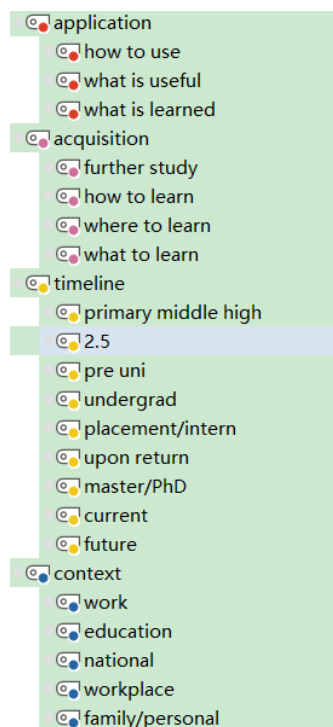 application
how to use
what is useful
what is learned
acquisition
further study
how to learn
where to learn
what to learn
timeline
primary middle high
2.5
pre uni
undergrad
placement/intern
upon return
master/PhD
current
future
context
work
education
national
workplace
family/personal